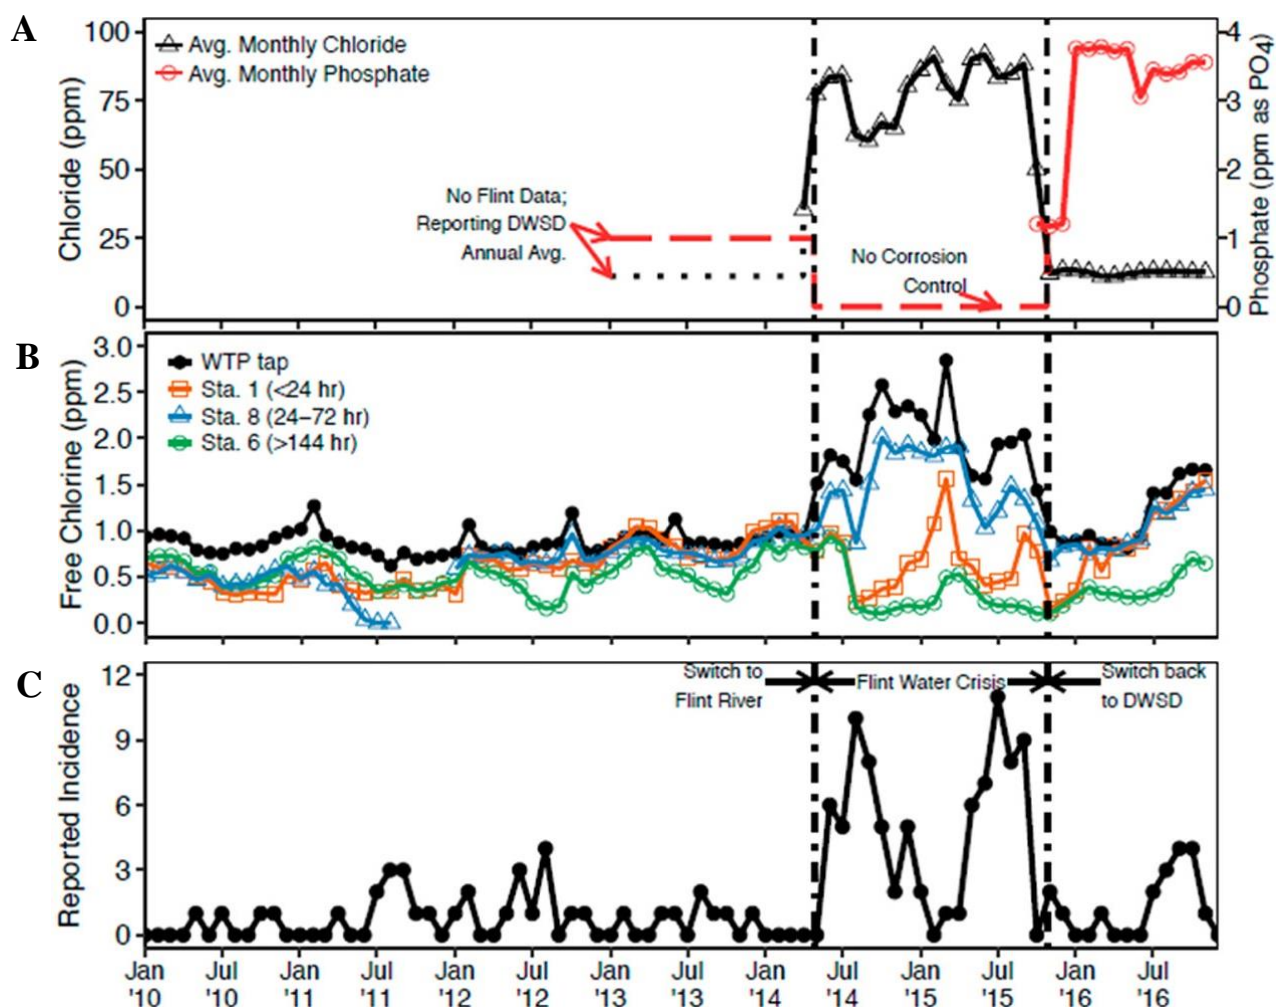 A
100
75
50
25
0
Chloride (ppm)
Avg. Monthly Chloride
Avg. Monthly Phosphate
No Flint Data;
Reporting DWSD
Annual Avg.
No Corrosion
Control
4
3
2
1
0
Phosphate (ppm as PO4)
B
3.0
2.5
2.0
1.5
1.0
0.5
0.0
Free Chlorine (ppm)
WTP tap
Sta. 1 (<24 hr)
Sta. 8 (24–72 hr)
Sta. 6 (>144 hr)
C
12
9
6
3
0
Reported Incidence
Switch to
Flint River
Flint Water Crisis
Switch back
to DWSD
Jan Jul Jan Jul Jan Jul Jan Jul Jan Jul Jan Jul Jan Jul
'10 '10 '11 '11 '12 '12 '13 '13 '14 '14 '15 '15 '16 '16